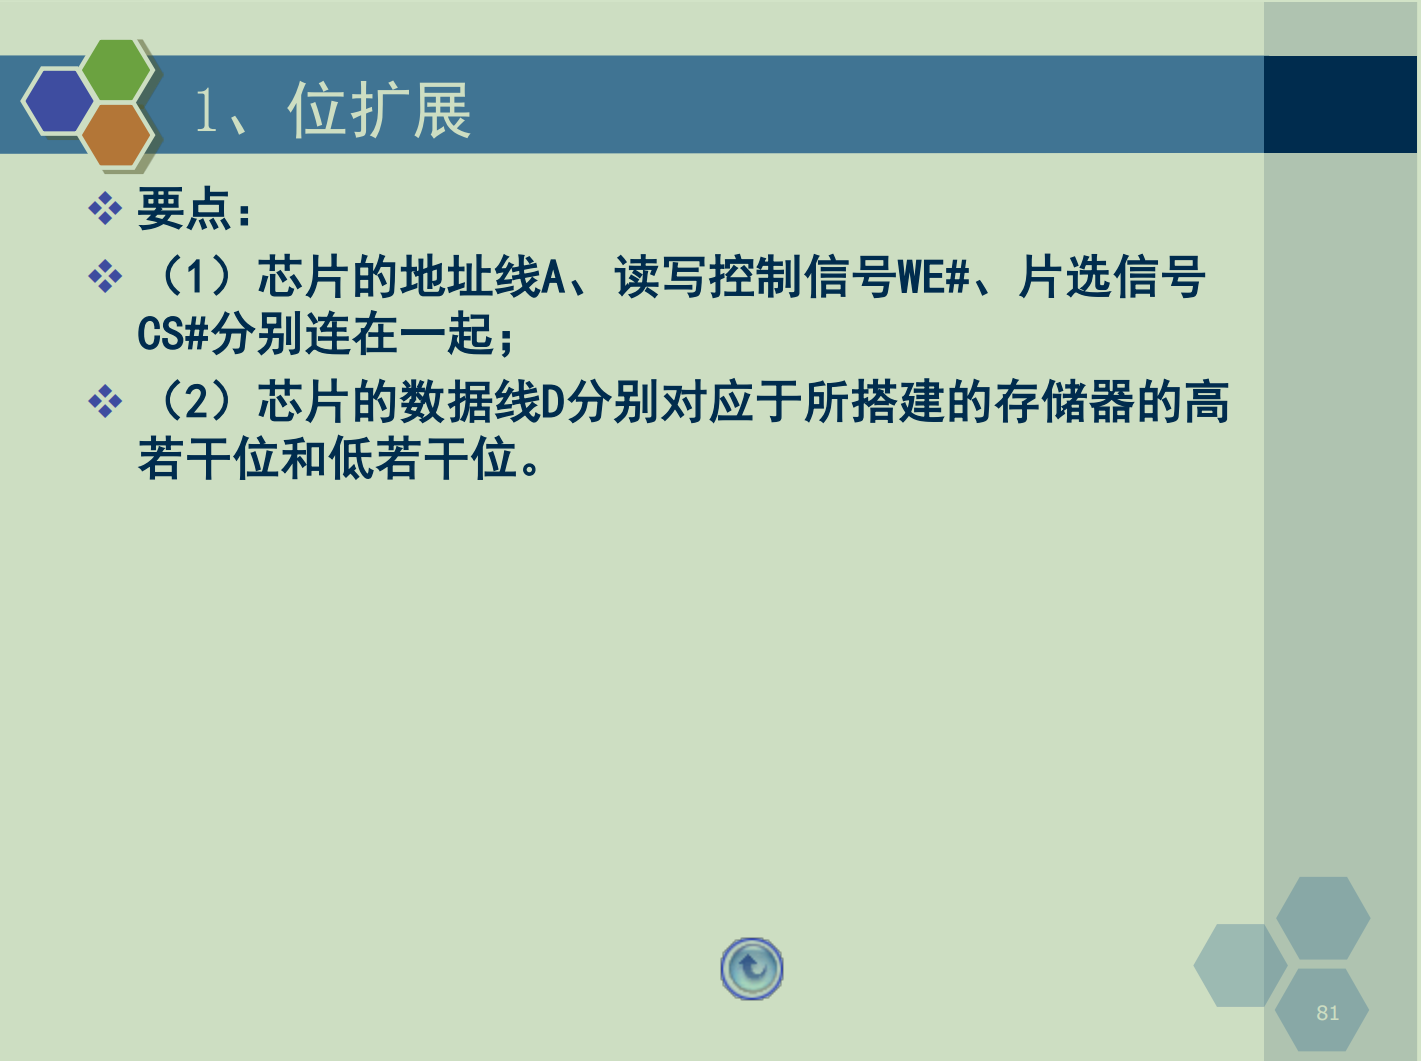 1、位扩展
要点：
（1）芯片的地址线A、读写控制信号WE#、片选信号
CS#分别连在一起；
（2）芯片的数据线D分别对应于所搭建的存储器的高
若干位和低若干位。
81